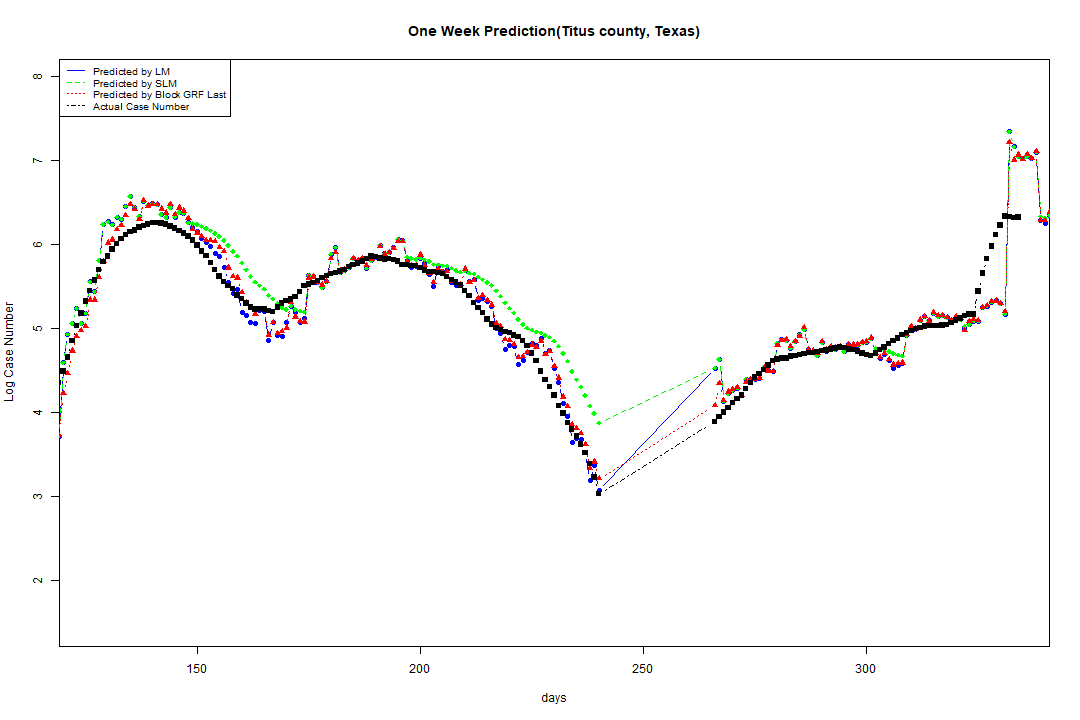 One Week Prediction(Titus county, Texas)
Predicted by LM
Predicted by SLM
Predicted by Block GRF Last
Actual Case Number
8
7
6
5
4
3
2
Log Case Number
150
200
250
300
days